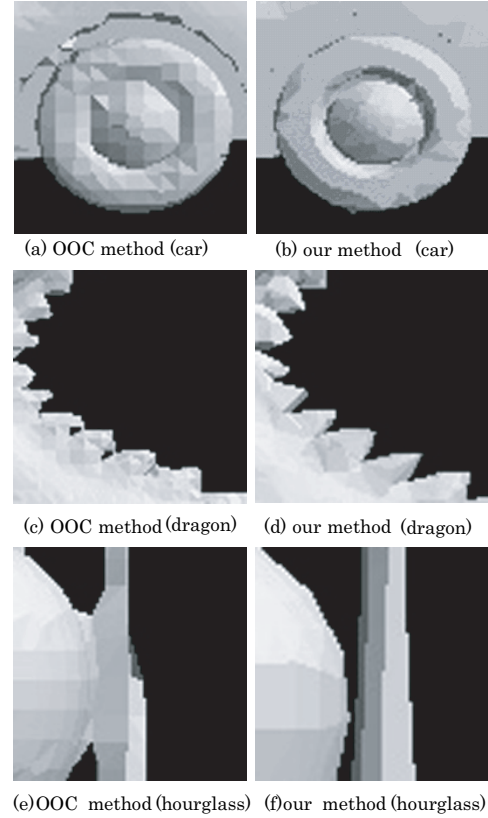 (a) OOC method (car)
(b) our method (car)
(c) OOC method (dragon)
(d) our method (dragon)
(e)OOC method (hourglass)
(f)our method (hourglass)